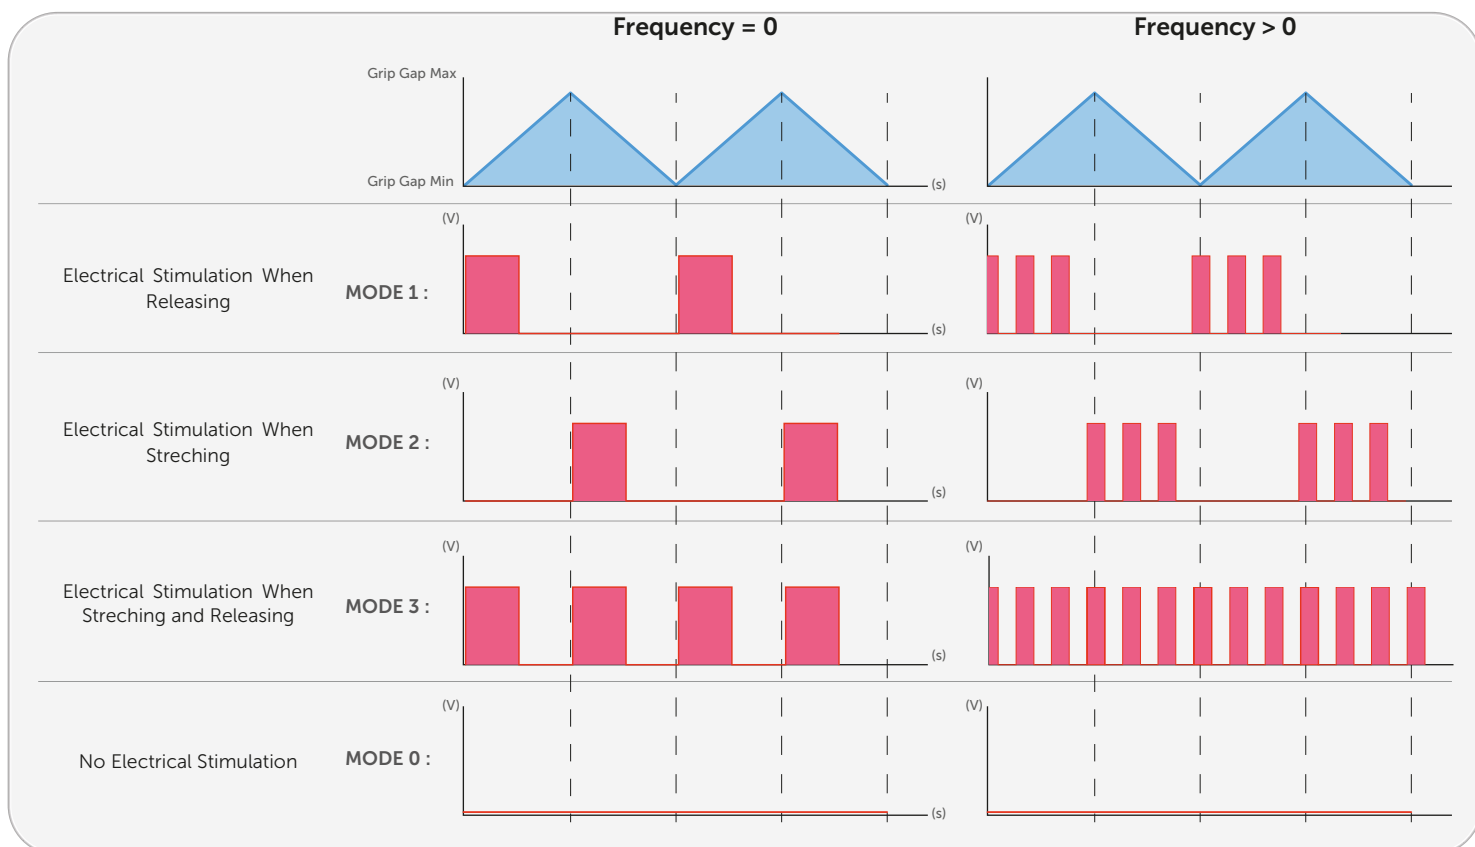 Frequency = 0
Frequency > 0
Grip Gap Max
Grip Gap Min
(s)
(V)
(V)
Electrical Stimulation When
Releasing
MODE 1 :
(s)
(V)
(V)
Electrical Stimulation When
Streching
MODE 2 :
(s)
(V)
(V)
Electrical Stimulation When
Streching and Releasing
MODE 3 :
(s)
(V)
(V)
No Electrical Stimulation
MODE 0 :
(s)